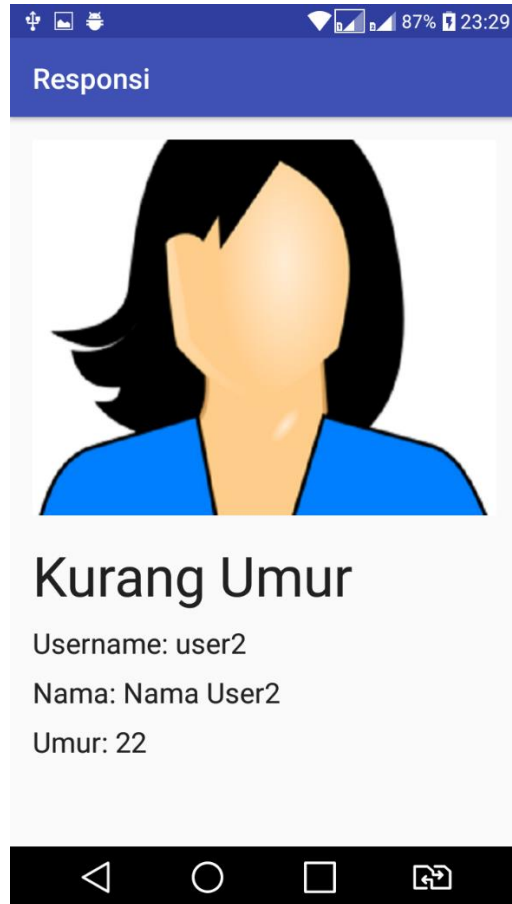 87% 23:29
Responsi
Kurang Umur
Username: user2
Nama: Nama User2
Umur: 22